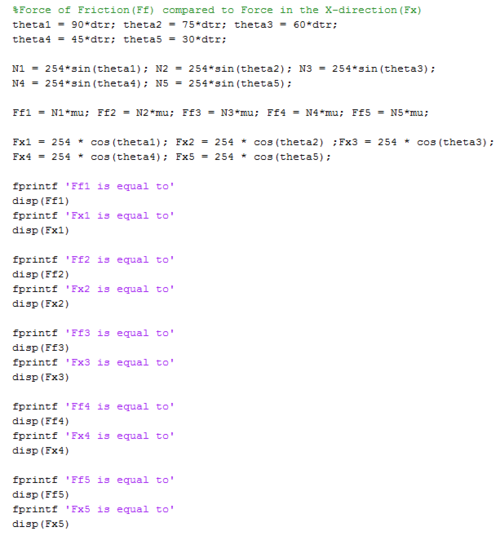 %Force of Friction(Ff) compared to Force in the X-direction(Fx)
theta1 = 90*dtr; theta2 = 75*dtr; theta3 = 60*dtr;
theta4 = 45*dtr; theta5 = 30*dtr;
N1 = 254*sin(theta1); N2 = 254*sin(theta2); N3 = 254*sin(theta3);
N4 = 254*sin(theta4); N5 = 254*sin(theta5);
Ff1 = N1*mu; Ff2 = N2*mu; Ff3 = N3*mu; Ff4 = N4*mu; Ff5 = N5*mu;
Fx1 = 254 * cos(theta1); Fx2 = 254 * cos(theta2) ;Fx3 = 254 * cos(theta3);
Fx4 = 254 * cos(theta4); Fx5 = 254 * cos(theta5);
fprintf 'Ff1 is equal to'
disp(Ff1)
fprintf 'Fx1 is equal to'
disp(Fx1)
fprintf 'Ff2 is equal to'
disp(Ff2)
fprintf 'Fx2 is equal to'
disp(Fx2)
fprintf 'Ff3 is equal to'
disp(Ff3)
fprintf 'Fx3 is equal to'
disp(Fx3)
fprintf 'Ff4 is equal to'
disp(Ff4)
fprintf 'Fx4 is equal to'
disp(Fx4)
fprintf 'Ff5 is equal to'
disp(Ff5)
fprintf 'Fx5 is equal to'
disp(Fx5)